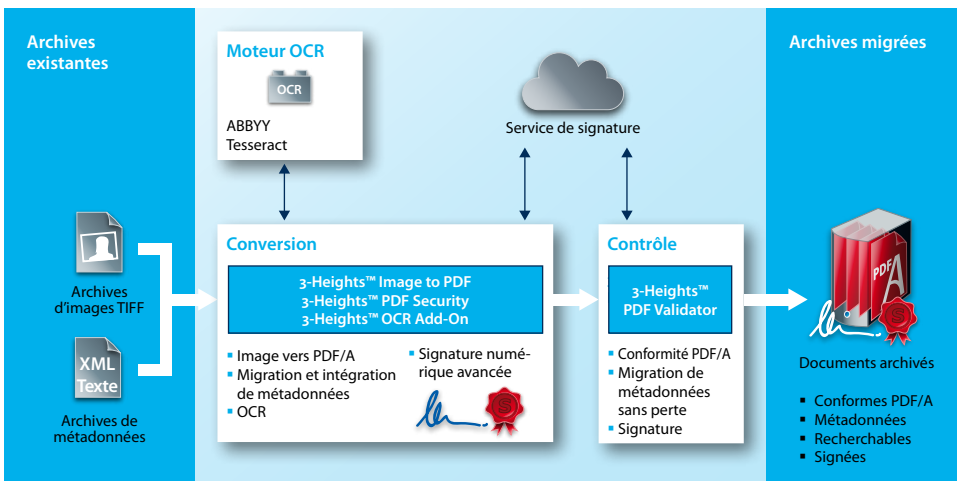 Archives
existantes
Archives
d'images TIFF
XML
Texte
Archives de
métadonnées
Moteur OCR
OCR
ABBYY
Tesseract
Service de signature
Conversion
3-Heights™ Image to PDF
3-Heights™ PDF Security
3-Heights™ OCR Add-On
▪ Image vers PDF/A
▪ Migration et intégration
de métadonnées
▪ OCR
▪ Signature numé-
rique avancée
S
Contrôle
3-Heights™
PDF Validator
▪ Conformité PDF/A
▪ Migration de
métadonnées
sans perte
▪ Signature
Archives migrées
PDF/A
S
Documents archivés
▪ Conformes PDF/A
▪ Métadonnées
▪ Recherchables
▪ Signées